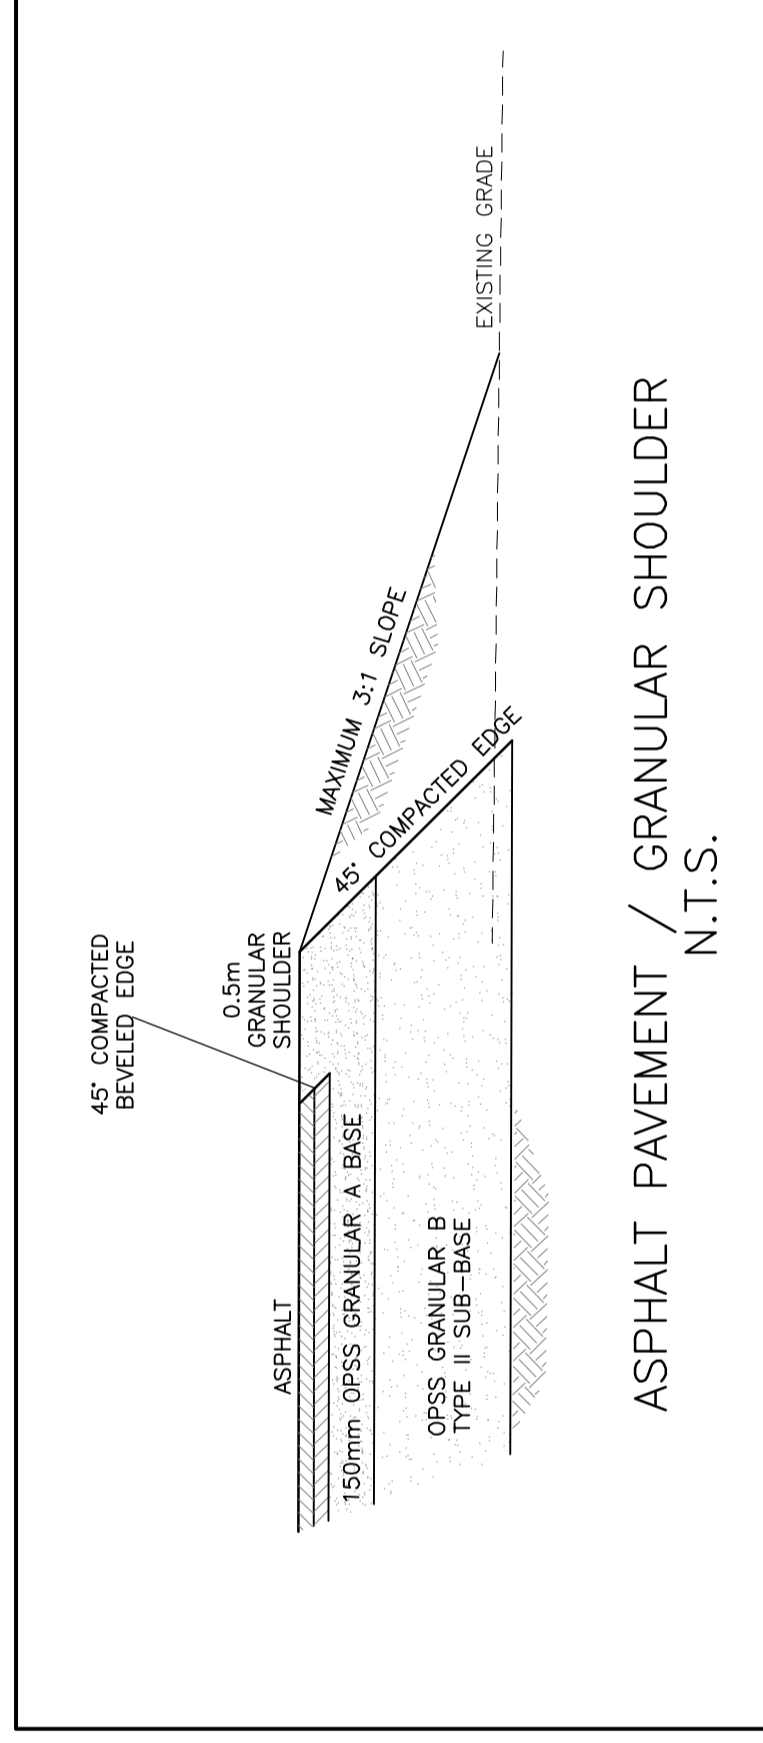 45° COMPACTED
BEVELED EDGE
0.5m
GRANULAR
SHOULDER
ASPHALT
MAXIMUM 3:1 SLOPE
45° COMPACTED EDGE
EXISTING GRADE
150mm OPSS GRANULAR A BASE
OPSS GRANULAR B
TYPE II SUB-BASE
ASPHALT PAVEMENT / GRANULAR SHOULDER
N.T.S.